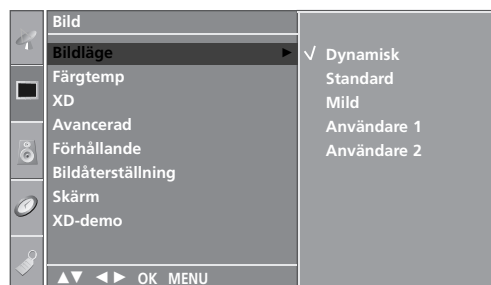 Bild
Bildläge ► √ Dynamisk
Färgtemp Standard
XD Mild
Avancerad Användare 1
Förhållande Användare 2
Bildåterställning
Skärm
XD-demo
▲▼ ◄► OK MENU